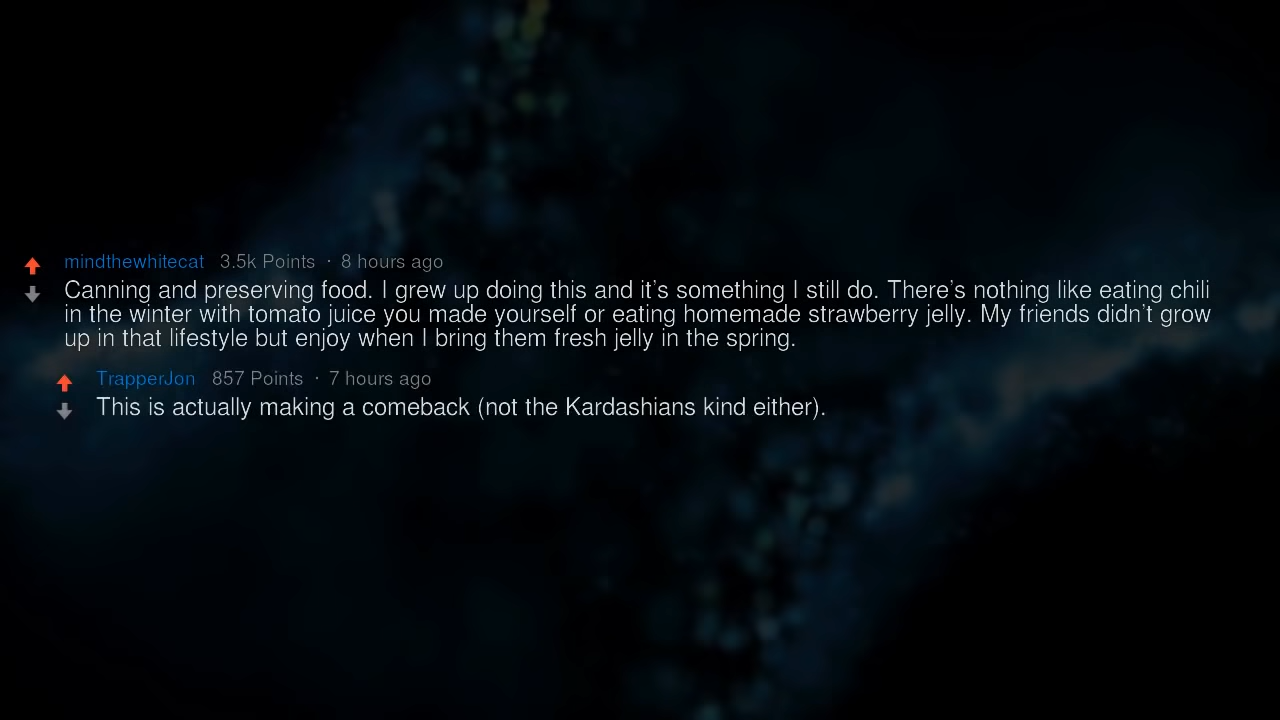 mindthewhitecat 3.5k Points · 8 hours ago
Canning and preserving food. I grew up doing this and it's something I still do. There's nothing like eating chili
in the winter with tomato juice you made yourself or eating homemade strawberry jelly. My friends didn't grow
up in that lifestyle but enjoy when I bring them fresh jelly in the spring.
TrapperJon 857 Points · 7 hours ago
This is actually making a comeback (not the Kardashians kind either).